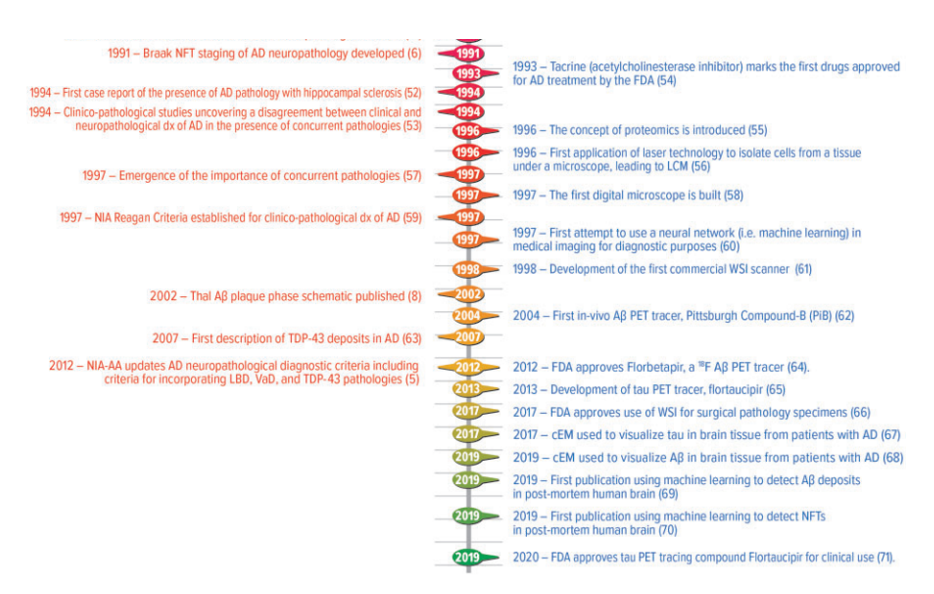 1991
1991 – Braak NFT staging of AD neuropathology developed (6)
1993
1993 – Tacrine (acetylcholinesterase inhibitor) marks the first drugs approved
for AD treatment by the FDA (54)
1994
1994 – First case report of the presence of AD pathology with hippocampal sclerosis (52)
1994
1994 – Clinico-pathological studies uncovering a disagreement between clinical and
neuropathological dx of AD in the presence of concurrent pathologies (53)
1996
1996 – The concept of proteomics is introduced (55)
1996
1996 – First application of laser technology to isolate cells from a tissue
under a microscope, leading to LCM (56)
1997
1997 – Emergence of the importance of concurrent pathologies (57)
1997
1997 – The first digital microscope is built (58)
1997
1997 – NIA Reagan Criteria established for clinico-pathological dx of AD (59)
1997
1997 – First attempt to use a neural network (i.e. machine learning) in
medical imaging for diagnostic purposes (60)
1998
1998 – Development of the first commercial WSI scanner (61)
2002
2002 – Thal Aβ plaque phase schematic published (8)
2004
2004 – First in-vivo Aβ PET tracer, Pittsburgh Compound-B (PiB) (62)
2007
2007 – First description of TDP-43 deposits in AD (63)
2012
2012 – NIA-AA updates AD neuropathological diagnostic criteria including
criteria for incorporating LBD, VaD, and TDP-43 pathologies (5)
2012 – FDA approves Florbetapir, a ¹⁸F Aβ PET tracer (64).
2013
2013 – Development of tau PET tracer, flortaucipir (65)
2017
2017 – FDA approves use of WSI for surgical pathology specimens (66)
2017
2017 – cEM used to visualize tau in brain tissue from patients with AD (67)
2019
2019 – cEM used to visualize Aβ in brain tissue from patients with AD (68)
2019
2019 – First publication using machine learning to detect Aβ deposits
in post-mortem human brain (69)
2019
2019 – First publication using machine learning to detect NFTs
in post-mortem human brain (70)
2019
2020 – FDA approves tau PET tracing compound Flortaucipir for clinical use (71).